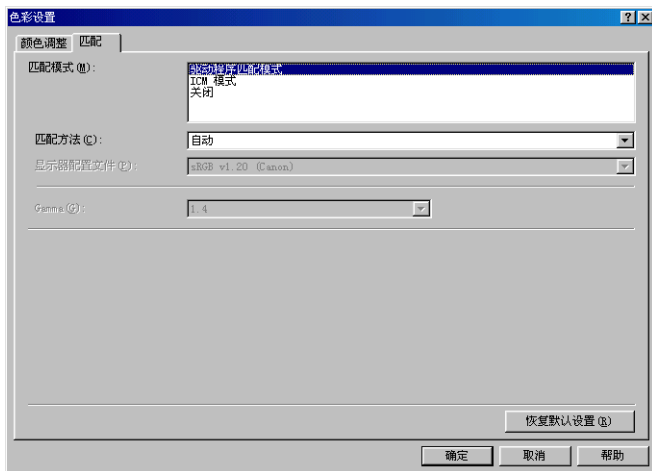 色彩设置
颜色调整 匹配
匹配模式(M): 驱动程序匹配模式
ICM 模式
关闭
匹配方法(C): 自动
显示器配置文件(P): sRGB v1.20 (Canon)
Gamma(G): 1.4
恢复默认设置(R)
确定 取消 帮助